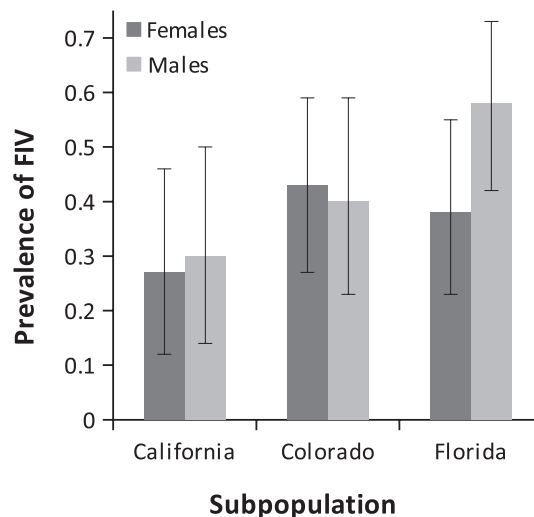 Females
Males
Prevalence of FIV
0.7
0.6
0.5
0.4
0.3
0.2
0.1
0
California Colorado Florida
Subpopulation